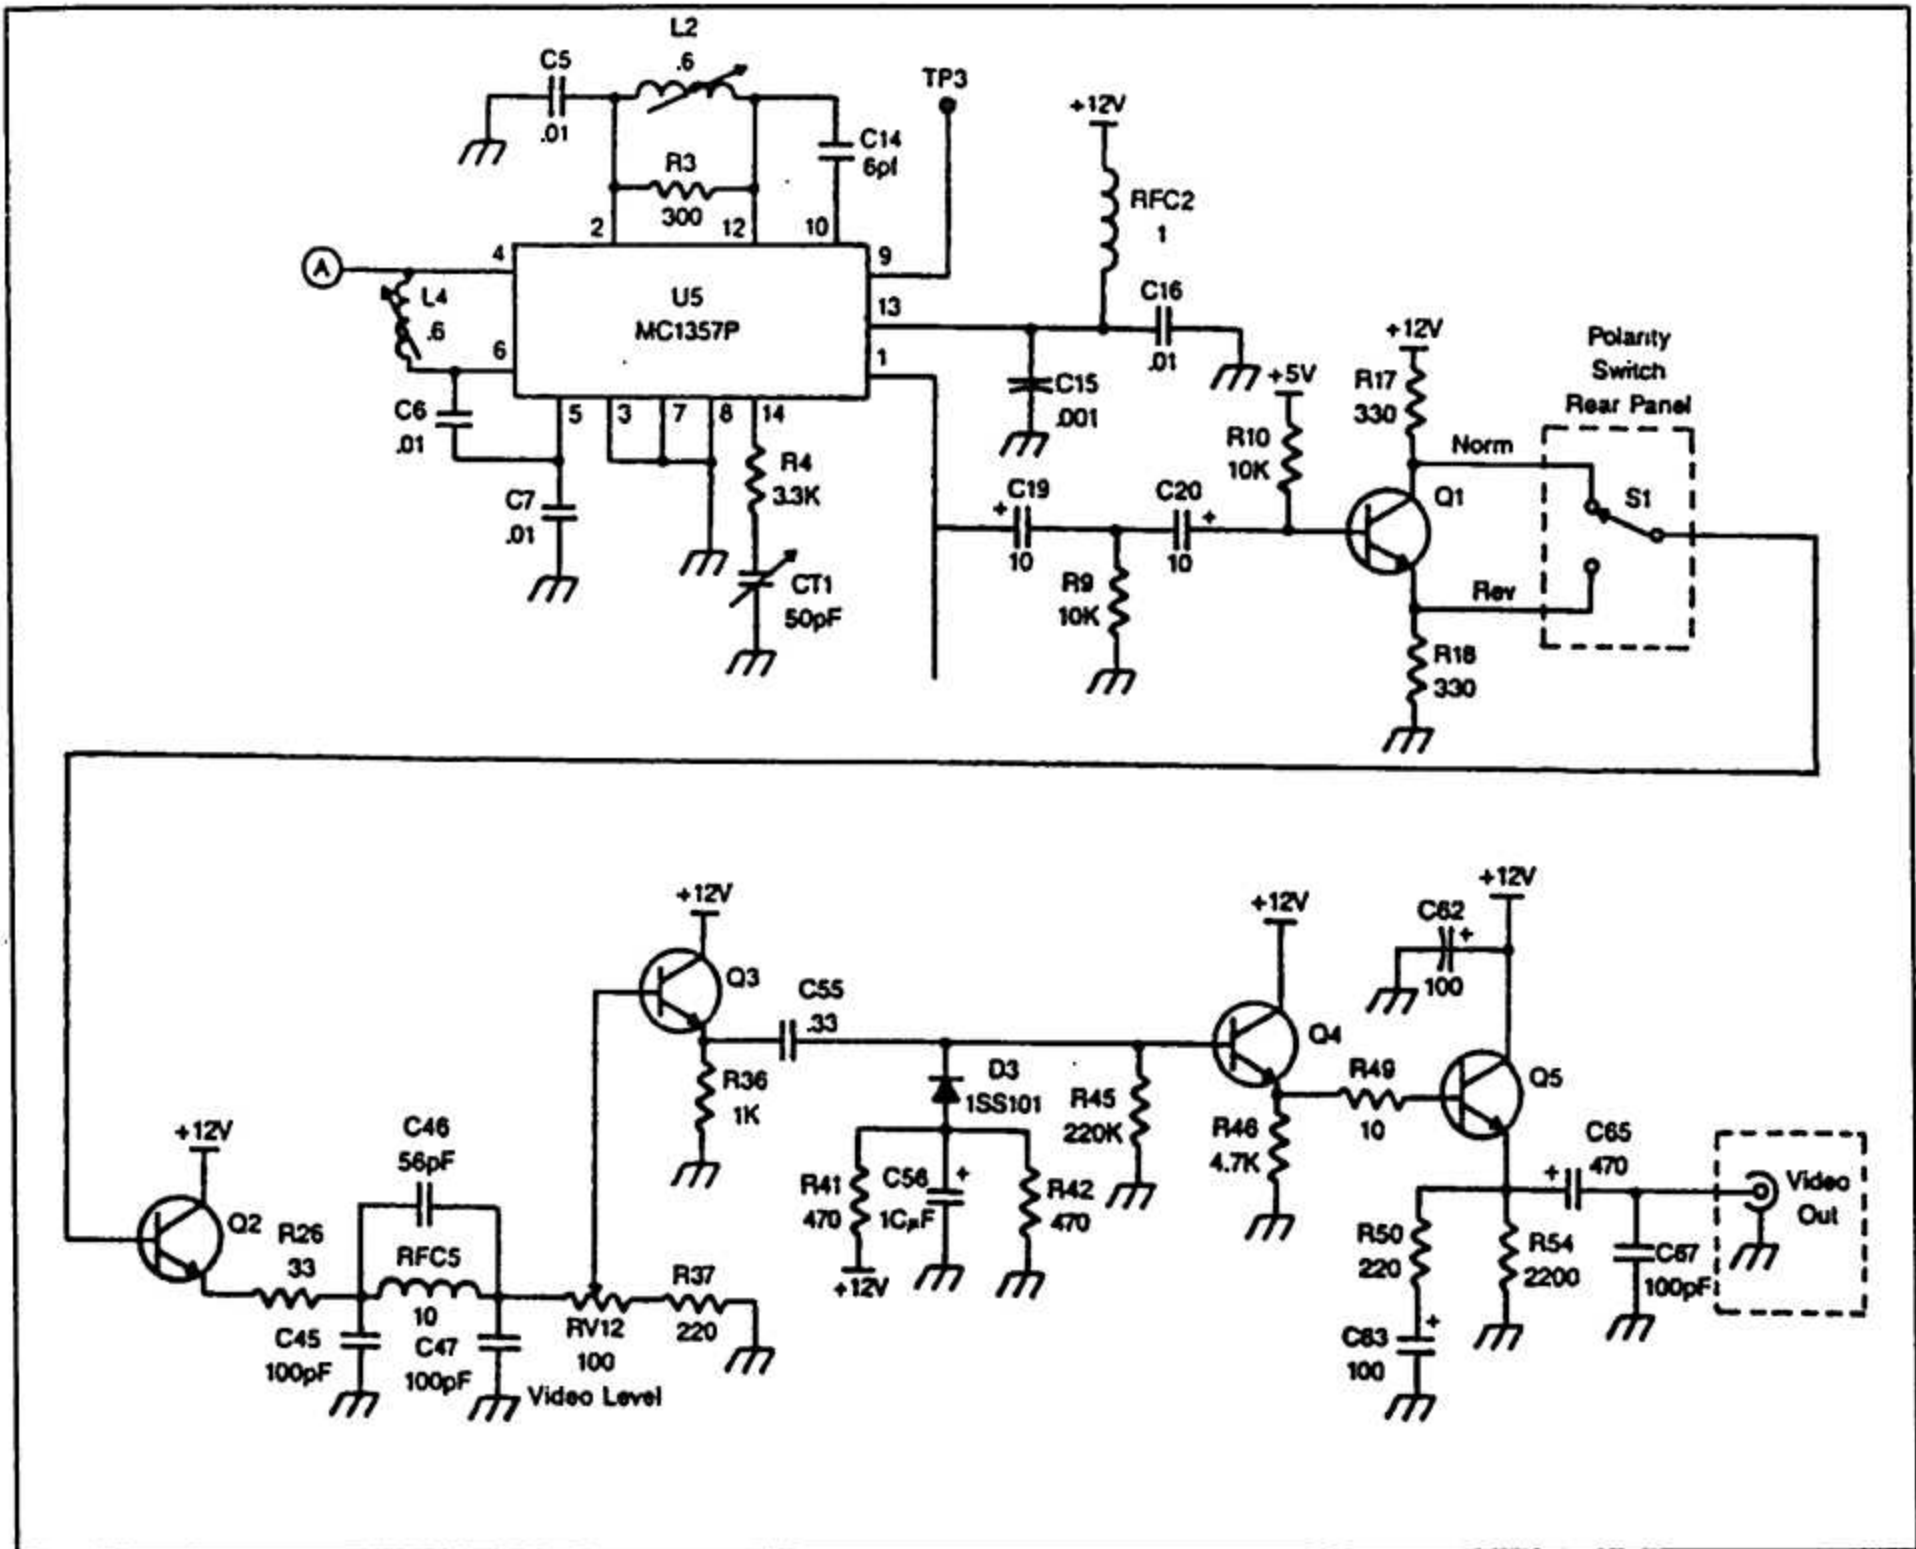 L2
.6
C5
.01
TP3
+12V
C14
6pf
R3
300
RFC2
1
2
12
10
A
4
9
L4
.6
U5
MC1357P
13
C16
.01
6
1
+12V
Polarity
Switch
Rear Panel
C15
.001
+5V
R17
330
C6
.01
5
3
7
8
14
R10
10K
Norm
R4
3.3K
C7
.01
C19
+
10
C20
+
10
Q1
S1
CT1
50pF
R9
10K
Rev
R18
330
+12V
+12V
+12V
C62
+
100
Q3
C55
.33
Q4
R36
1K
D3
1SS101
R45
220K
R49
10
Q5
+12V
C46
56pF
R46
4.7K
C65
+
470
Q2
R26
33
RFC5
10
R41
470
C56
+
1CµF
R42
470
Video
Out
R50
220
R54
2200
C67
100pF
+12V
R37
220
C45
100pF
C47
100pF
RV12
100
Video Level
C63
+
100